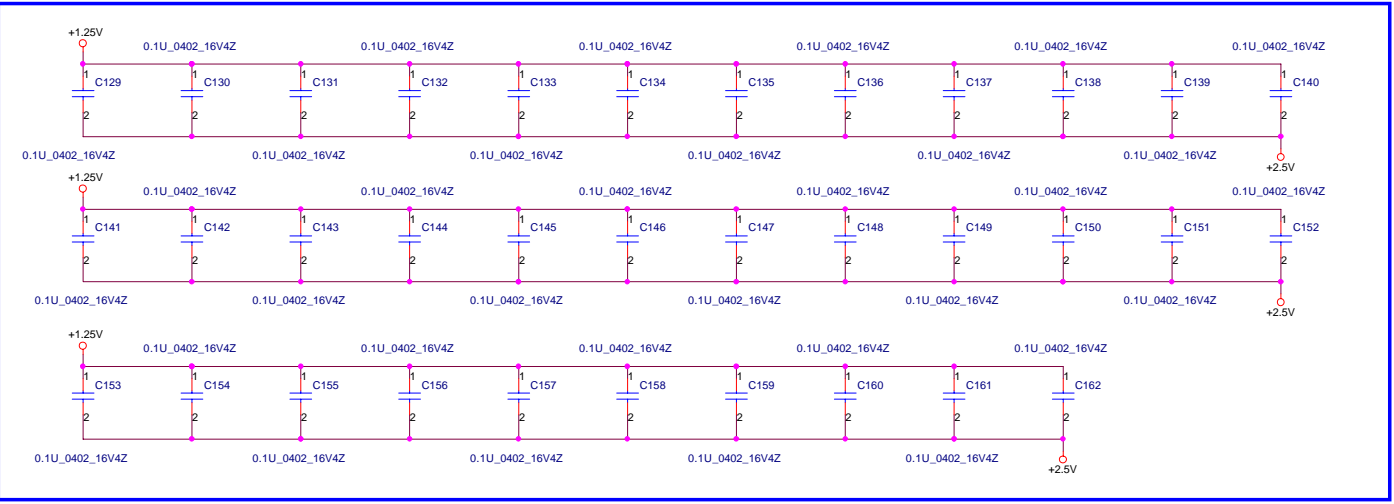 +1.25V
0.1U_0402_16V4Z 0.1U_0402_16V4Z 0.1U_0402_16V4Z 0.1U_0402_16V4Z 0.1U_0402_16V4Z 0.1U_0402_16V4Z
1 1 1 1 1 1 1 1 1 1 1 1
C129 C130 C131 C132 C133 C134 C135 C136 C137 C138 C139 C140
2 2 2 2 2 2 2 2 2 2 2 2
0.1U_0402_16V4Z 0.1U_0402_16V4Z 0.1U_0402_16V4Z 0.1U_0402_16V4Z 0.1U_0402_16V4Z 0.1U_0402_16V4Z
+2.5V
+1.25V
0.1U_0402_16V4Z 0.1U_0402_16V4Z 0.1U_0402_16V4Z 0.1U_0402_16V4Z 0.1U_0402_16V4Z 0.1U_0402_16V4Z
1 1 1 1 1 1 1 1 1 1 1 1
C141 C142 C143 C144 C145 C146 C147 C148 C149 C150 C151 C152
2 2 2 2 2 2 2 2 2 2 2 2
0.1U_0402_16V4Z 0.1U_0402_16V4Z 0.1U_0402_16V4Z 0.1U_0402_16V4Z 0.1U_0402_16V4Z 0.1U_0402_16V4Z
+2.5V
+1.25V
0.1U_0402_16V4Z 0.1U_0402_16V4Z 0.1U_0402_16V4Z 0.1U_0402_16V4Z 0.1U_0402_16V4Z
1 1 1 1 1 1 1 1 1 1
C153 C154 C155 C156 C157 C158 C159 C160 C161 C162
2 2 2 2 2 2 2 2 2 2
0.1U_0402_16V4Z 0.1U_0402_16V4Z 0.1U_0402_16V4Z 0.1U_0402_16V4Z 0.1U_0402_16V4Z
+2.5V